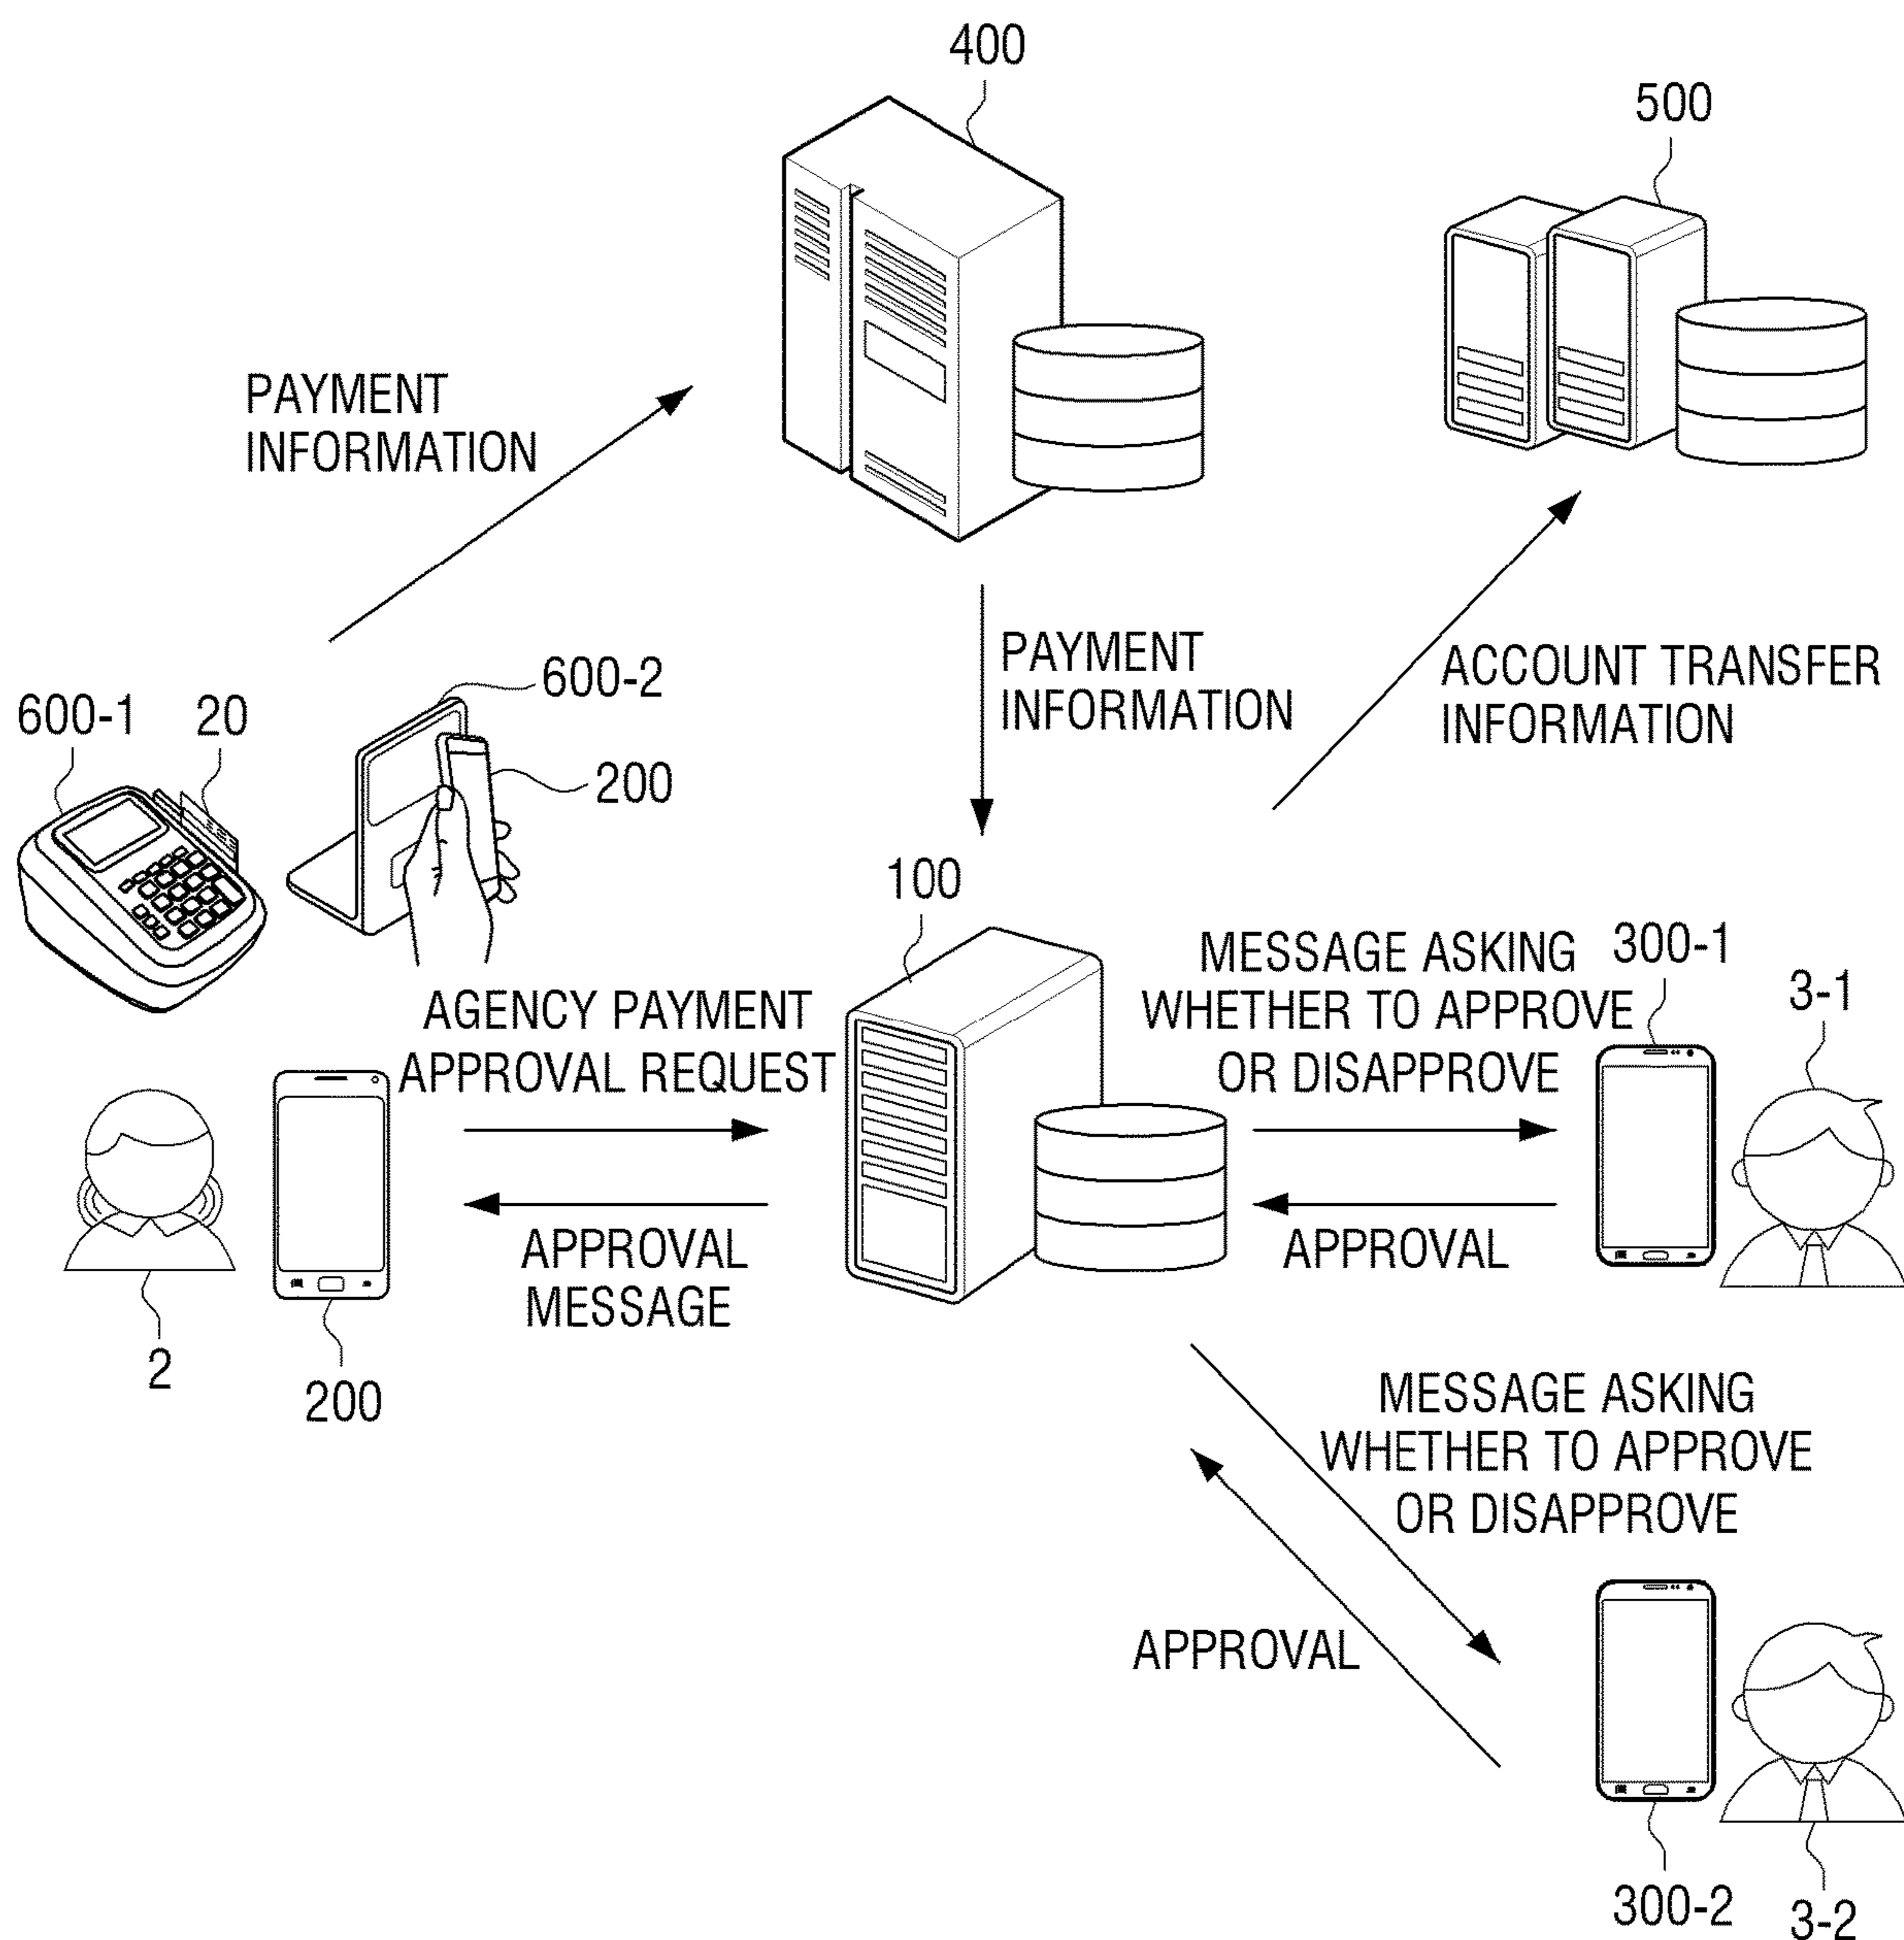 400
500
PAYMENT
INFORMATION
PAYMENT
INFORMATION
ACCOUNT TRANSFER
INFORMATION
600-1
20
600-2
200
100
AGENCY PAYMENT
APPROVAL REQUEST
MESSAGE ASKING
WHETHER TO APPROVE
OR DISAPPROVE
300-1
3-1
APPROVAL
MESSAGE
APPROVAL
2
200
MESSAGE ASKING
WHETHER TO APPROVE
OR DISAPPROVE
APPROVAL
300-2
3-2